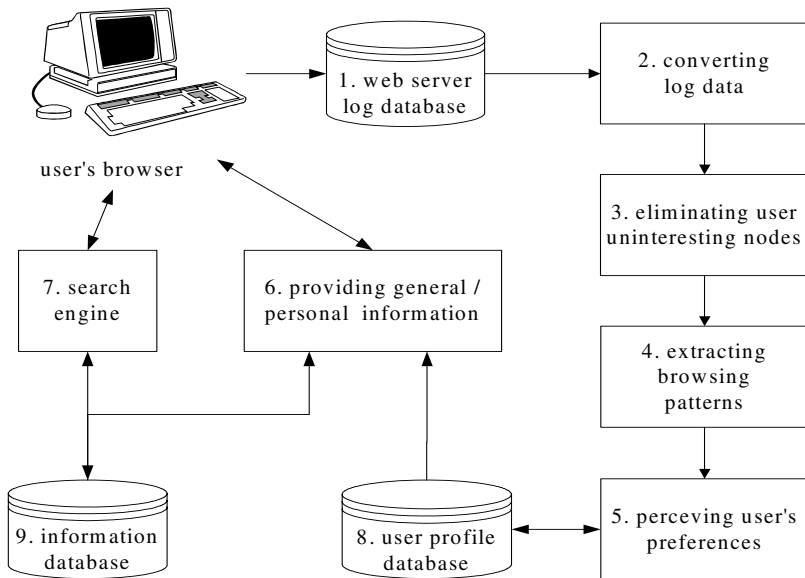 1. web server
log database
2. converting
log data
user's browser
3. eliminating user
uninteresting nodes
7. search
engine
6. providing general /
personal information
4. extracting
browsing
patterns
9. information
database
8. user profile
database
5. perceving user's
preferences